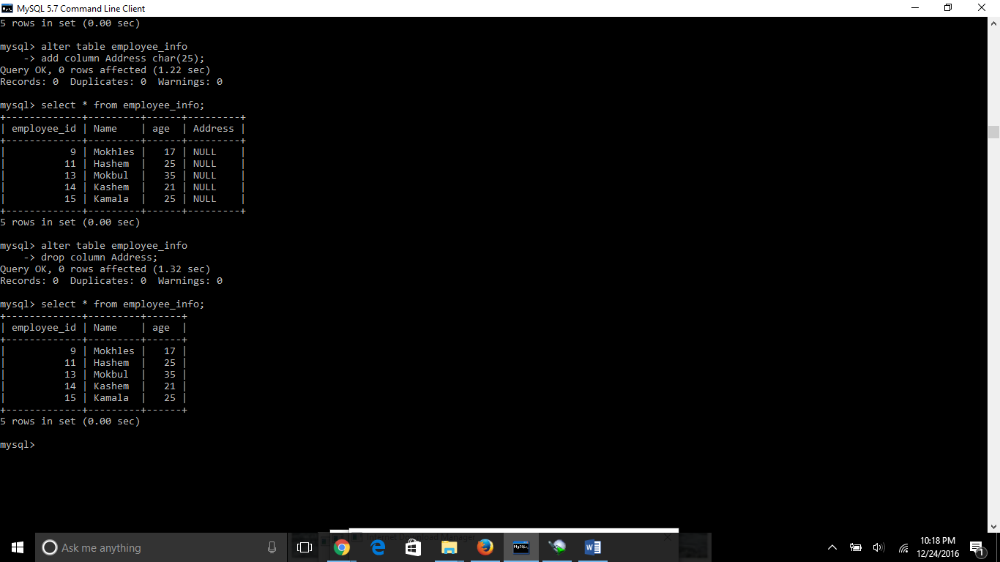 MySQL 5.7 Command Line Client
5 rows in set (0.00 sec)
mysql> alter table employee_info
    -> add column Address char(25);
Query OK, 0 rows affected (1.22 sec)
Records: 0  Duplicates: 0  Warnings: 0
mysql> select * from employee_info;
+-------------+---------+------+---------+
| employee_id | Name    | age  | Address |
+-------------+---------+------+---------+
|           9 | Mokhles |   17 | NULL    |
|          11 | Hashem  |   25 | NULL    |
|          13 | Mokbul  |   35 | NULL    |
|          14 | Kashem  |   21 | NULL    |
|          15 | Kamala  |   25 | NULL    |
+-------------+---------+------+---------+
5 rows in set (0.00 sec)
mysql> alter table employee_info
    -> drop column Address;
Query OK, 0 rows affected (1.32 sec)
Records: 0  Duplicates: 0  Warnings: 0
mysql> select * from employee_info;
+-------------+---------+------+
| employee_id | Name    | age  |
+-------------+---------+------+
|           9 | Mokhles |   17 |
|          11 | Hashem  |   25 |
|          13 | Mokbul  |   35 |
|          14 | Kashem  |   21 |
|          15 | Kamala  |   25 |
+-------------+---------+------+
5 rows in set (0.00 sec)
mysql>
Internet Download Manager
Ask me anything
MySQL
10:18 PM
12/24/2016
1